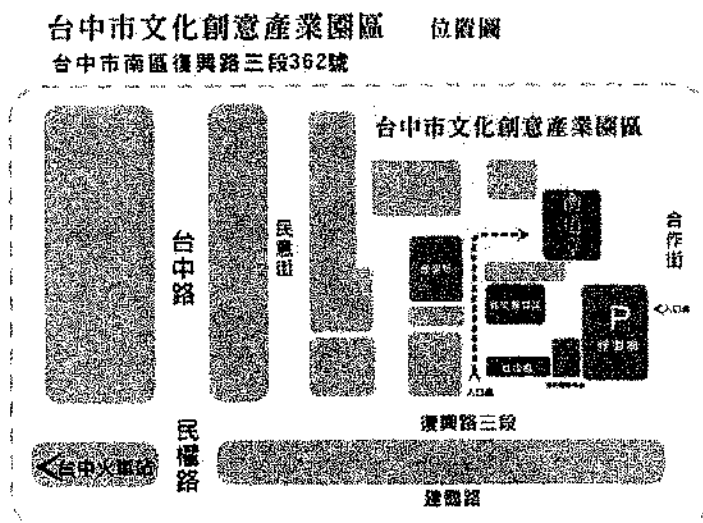 台中市文化創意產業園區 位置圖
台中市南區復興路三段362號
台中市文化創意產業園區
台中路
民意街
合作街
P
停車場
入口處
入口處
復興路三段
民權路
台中火車站
建國路